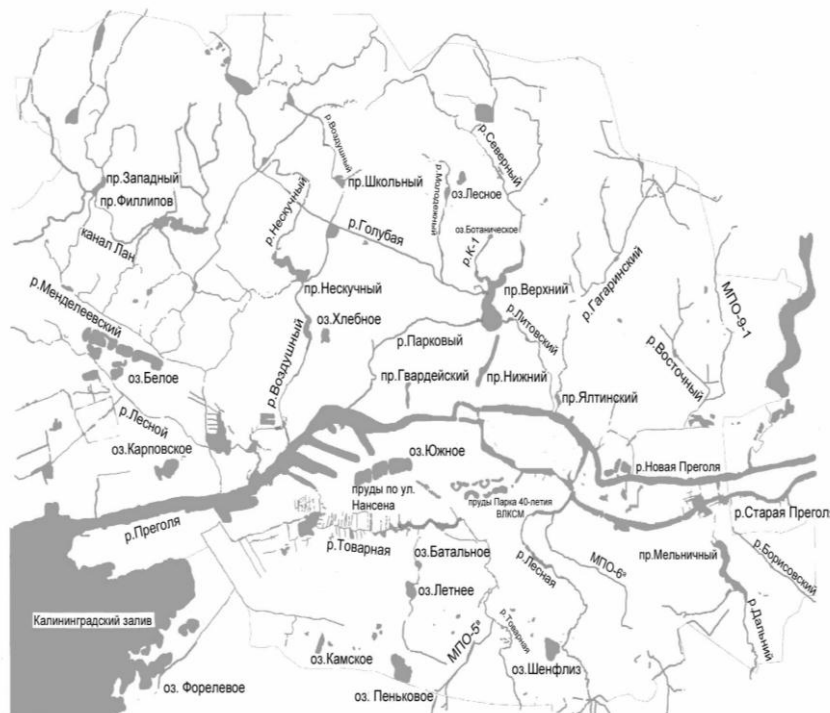 р.Воздушный
р.Северный
пр.Западный
пр.Школьный
р.Молодежный
оз.Лесное
пр.Филлипов
р.Нескучный
р.Голубая
оз.Ботаническое
канал Лан
р.К-1
р.Гагаринский
МПО-9-1
р.Менделеевский
пр.Нескучный
пр.Верхний
оз.Хлебное
р.Литовский
р.Парковый
р.Воздушный
р.Восточный
оз.Белое
пр.Гвардейский
пр.Нижний
пр.Ялтинский
р.Лесной
оз.Карповское
оз.Южное
р.Новая Преголя
пруды по ул.
Нансена
пруды Парка 40-летия
ВЛКСМ
р.Старая Преголя
р.Преголя
р.Товарная
оз.Батальное
р.Лесная
МПО-6ª
пр.Мельничный
р.Борисовский
оз.Летнее
р.Дальний
Калининградский залив
р.Товарная
МПО-5ª
оз.Камское
оз.Шенфлиз
оз. Форелевое
оз. Пеньковое